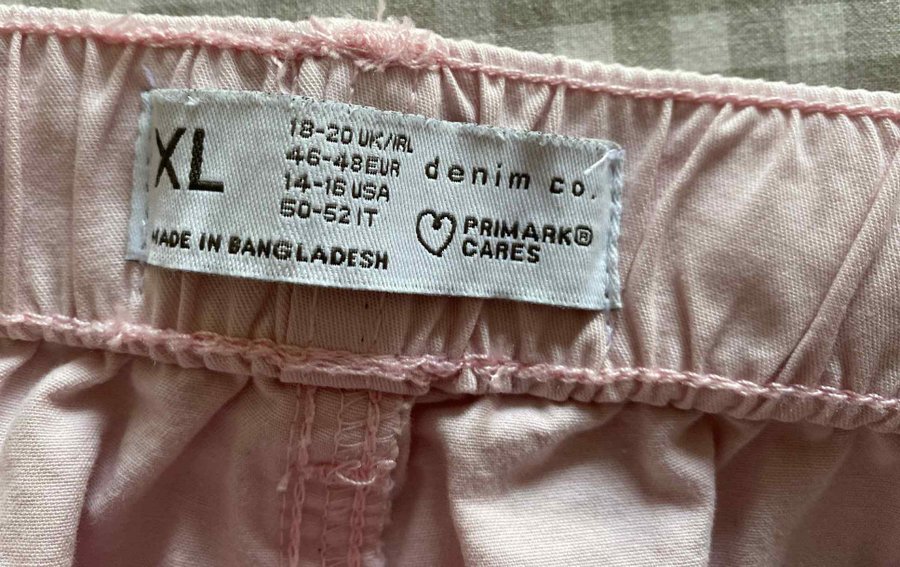 XL
18-20 UK/IRL
46-48EUR
14-16 USA
50-52 IT
MADE IN BANGLADESH
denim co.
PRIMARK®
CARES